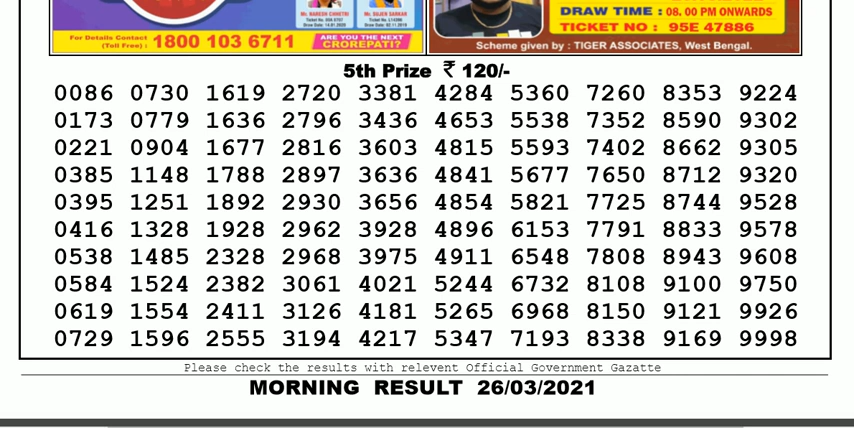 Mr. NARESH CHHETRI
Mr. SUJEN SARKAR
For Details Contact
(Toll Free) : 1800 103 6711
ARE YOU THE NEXT
CROREPATI?
DRAW TIME : 08. 00 PM ONWARDS
TICKET NO : 95E 47886
Scheme given by : TIGER ASSOCIATES, West Bengal.
5th Prize ₹ 120/-
0086 0730 1619 2720 3381 4284 5360 7260 8353 9224
0173 0779 1636 2796 3436 4653 5538 7352 8590 9302
0221 0904 1677 2816 3603 4815 5593 7402 8662 9305
0385 1148 1788 2897 3636 4841 5677 7650 8712 9320
0395 1251 1892 2930 3656 4854 5821 7725 8744 9528
0416 1328 1928 2962 3928 4896 6153 7791 8833 9578
0538 1485 2328 2968 3975 4911 6548 7808 8943 9608
0584 1524 2382 3061 4021 5244 6732 8108 9100 9750
0619 1554 2411 3126 4181 5265 6968 8150 9121 9926
0729 1596 2555 3194 4217 5347 7193 8338 9169 9998
Please check the results with relevent Official Government Gazatte
MORNING RESULT 26/03/2021